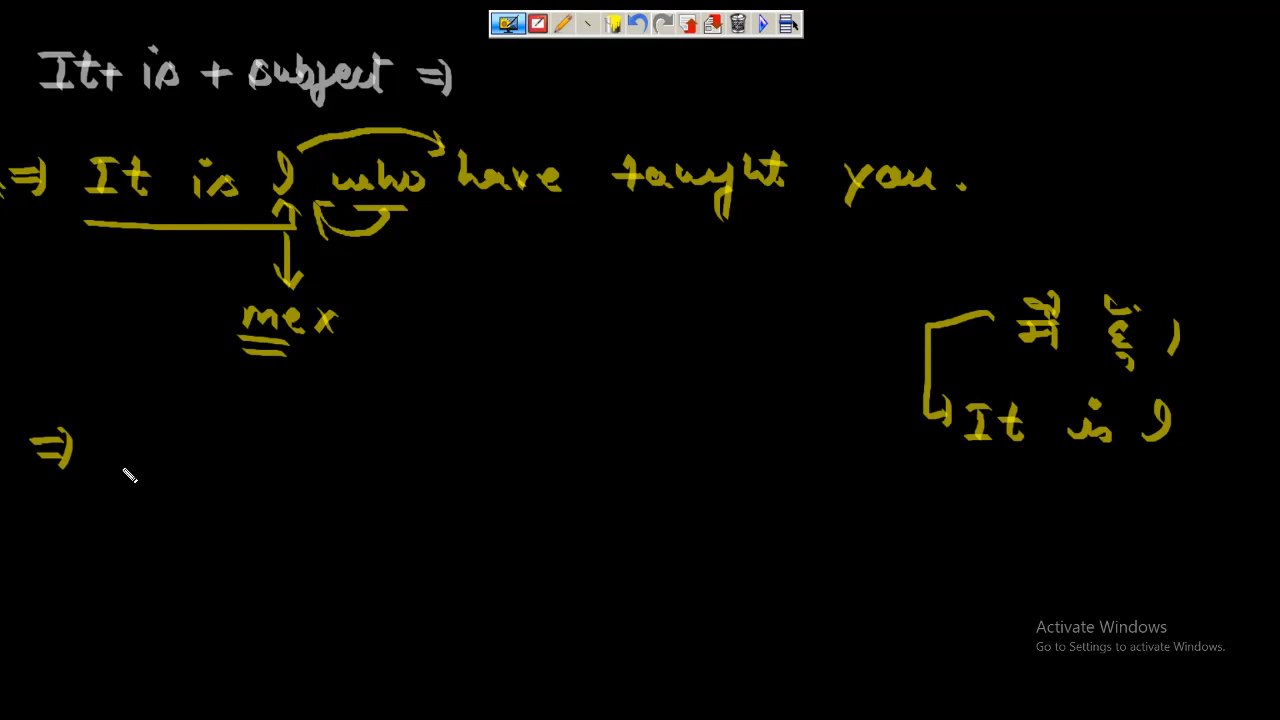 It + is + subject ⇒
⇒ It is I who have taught you.
me x
मैं हूँ,
It is I
⇒
Activate Windows
Go to Settings to activate Windows.